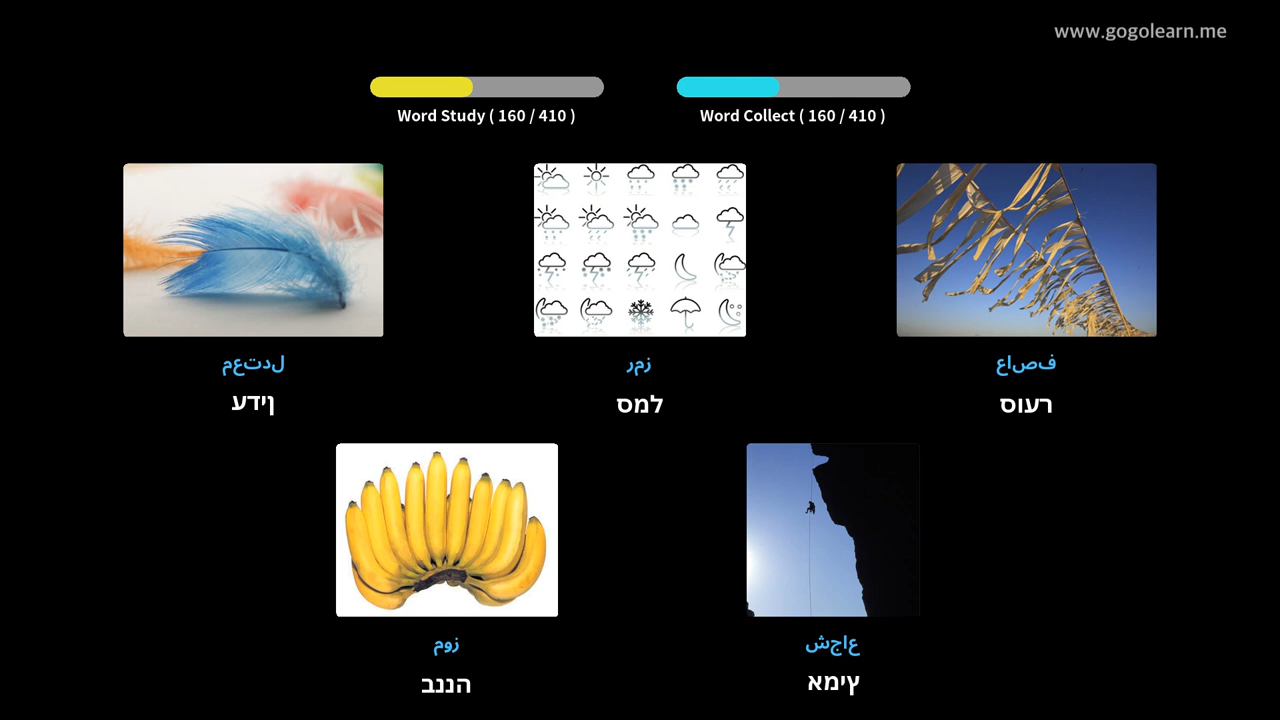 www.gogolearn.me
Word Study ( 160 / 410 )
Word Collect ( 160 / 410 )
لدتعم
زمر
فصاع
ןידע
למס
רעוס
زوم
عاجش
הננב
ץימא